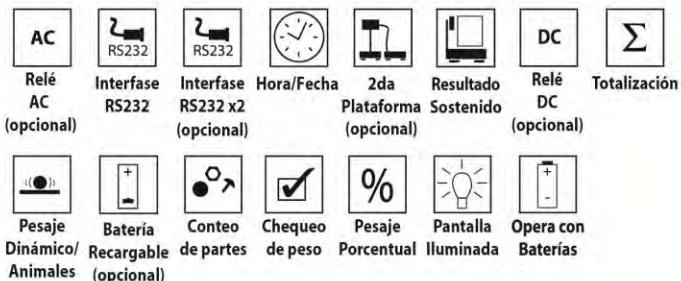 AC
RS232
RS232
DC
Σ
Relé
AC
(opcional)
Interfase
RS232
Interfase
RS232 x2
(opcional)
Hora/Fecha
2da
Plataforma
(opcional)
Resultado
Sostenido
Relé
DC
(opcional)
Totalización
+
+
-
%
Pesaje
Dinámico/
Animales
Batería
Recargable
(opcional)
Conteo
de partes
Chequeo
de peso
Pesaje
Porcentual
Pantalla
Iluminada
Opera con
Baterías